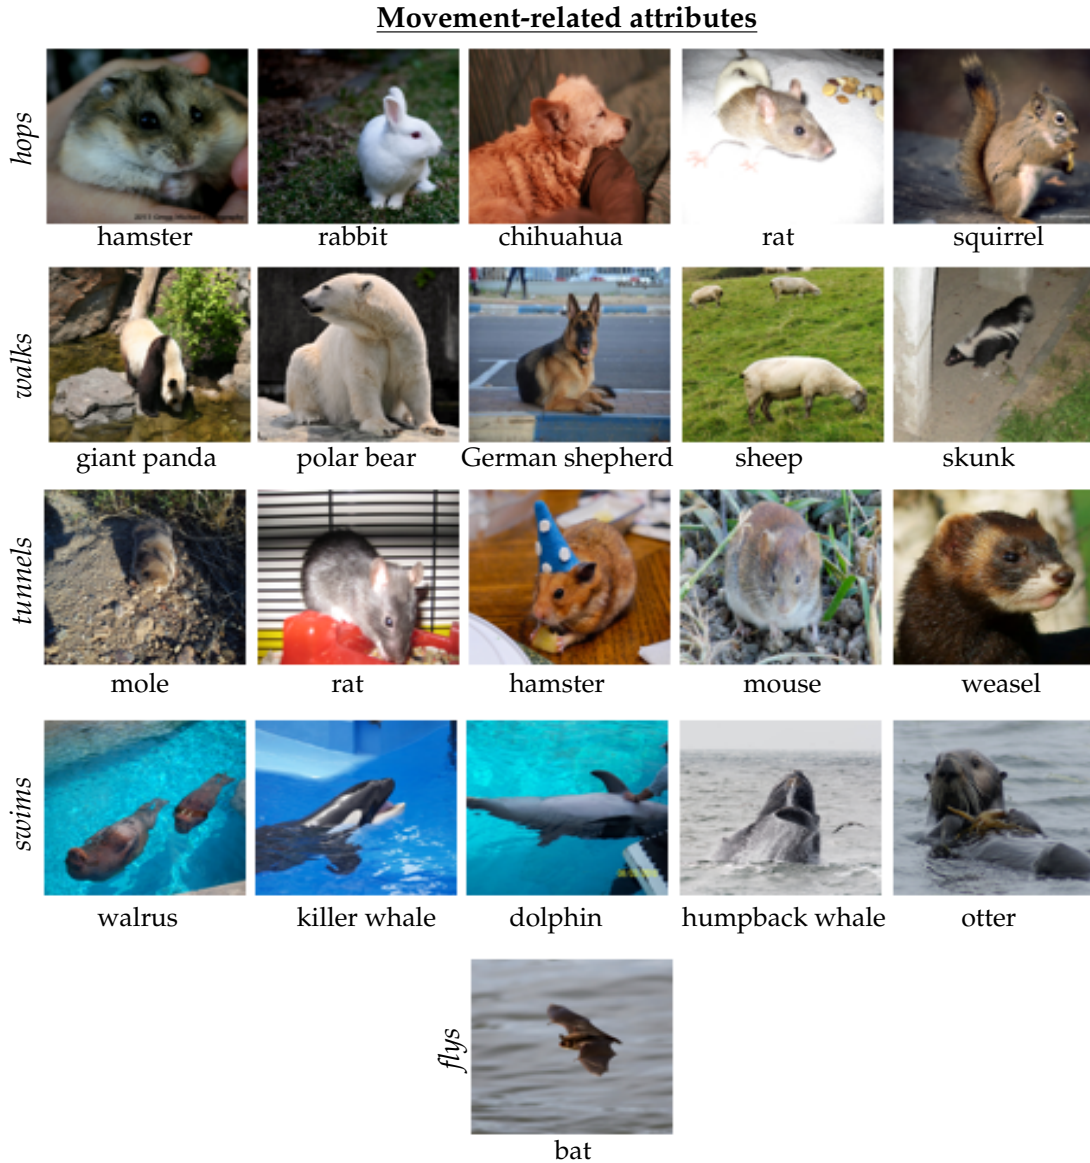 Movement-related attributes
hops
hamster rabbit chihuahua rat squirrel
walks
giant panda polar bear German shepherd sheep skunk
tunnels
mole rat hamster mouse weasel
swims
walrus killer whale dolphin humpback whale otter
flys
bat